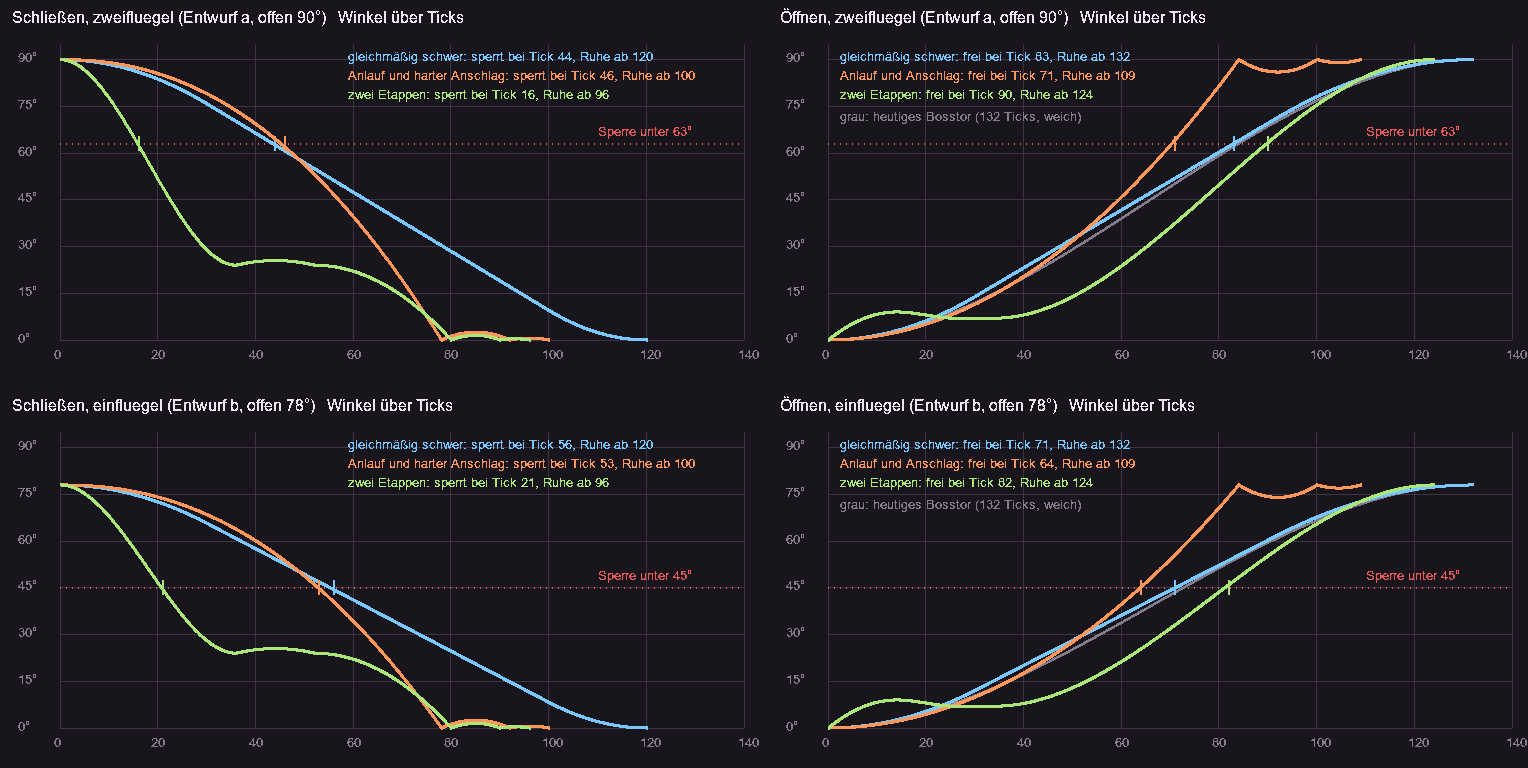 Schließen, zweifluegel (Entwurf a, offen 90°)   Winkel über Ticks
90°
75°
60°
45°
30°
15°
0°
gleichmäßig schwer: sperrt bei Tick 44, Ruhe ab 120
Anlauf und harter Anschlag: sperrt bei Tick 46, Ruhe ab 100
zwei Etappen: sperrt bei Tick 16, Ruhe ab 96
Sperre unter 63°
0 20 40 60 80 100 120 140
Öffnen, zweifluegel (Entwurf a, offen 90°)   Winkel über Ticks
90°
75°
60°
45°
30°
15°
0°
gleichmäßig schwer: frei bei Tick 83, Ruhe ab 132
Anlauf und Anschlag: frei bei Tick 71, Ruhe ab 109
zwei Etappen: frei bei Tick 90, Ruhe ab 124
grau: heutiges Bosstor (132 Ticks, weich)
Sperre unter 63°
0 20 40 60 80 100 120 140
Schließen, einfluegel (Entwurf b, offen 78°)   Winkel über Ticks
90°
75°
60°
45°
30°
15°
0°
gleichmäßig schwer: sperrt bei Tick 56, Ruhe ab 120
Anlauf und harter Anschlag: sperrt bei Tick 53, Ruhe ab 100
zwei Etappen: sperrt bei Tick 21, Ruhe ab 96
Sperre unter 45°
0 20 40 60 80 100 120 140
Öffnen, einfluegel (Entwurf b, offen 78°)   Winkel über Ticks
90°
75°
60°
45°
30°
15°
0°
gleichmäßig schwer: frei bei Tick 71, Ruhe ab 132
Anlauf und Anschlag: frei bei Tick 64, Ruhe ab 109
zwei Etappen: frei bei Tick 82, Ruhe ab 124
grau: heutiges Bosstor (132 Ticks, weich)
Sperre unter 45°
0 20 40 60 80 100 120 140